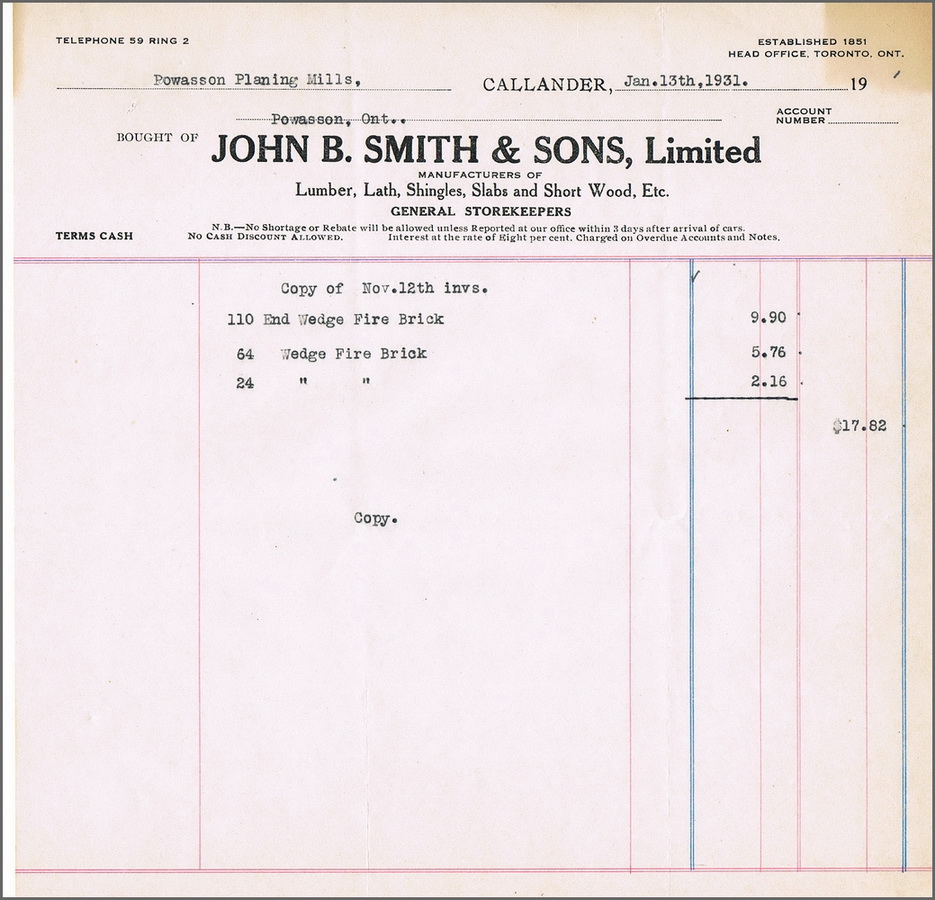 TELEPHONE 59 RING 2
ESTABLISHED 1851
HEAD OFFICE, TORONTO, ONT.
Powasson Planing Mills, CALLANDER, Jan.13th,1931. 19
Powasson, Ont..
ACCOUNT
NUMBER
BOUGHT OF JOHN B. SMITH & SONS, Limited
MANUFACTURERS OF
Lumber, Lath, Shingles, Slabs and Short Wood, Etc.
GENERAL STOREKEEPERS
N.B.—No Shortage or Rebate will be allowed unless Reported at our office within 3 days after arrival of cars.
TERMS CASH No CASH DISCOUNT ALLOWED. Interest at the rate of Eight per cent. Charged on Overdue Accounts and Notes.
Copy of Nov.12th invs.
110 End Wedge Fire Brick 9.90
64 Wedge Fire Brick 5.76
24 " " 2.16
$17.82
Copy.